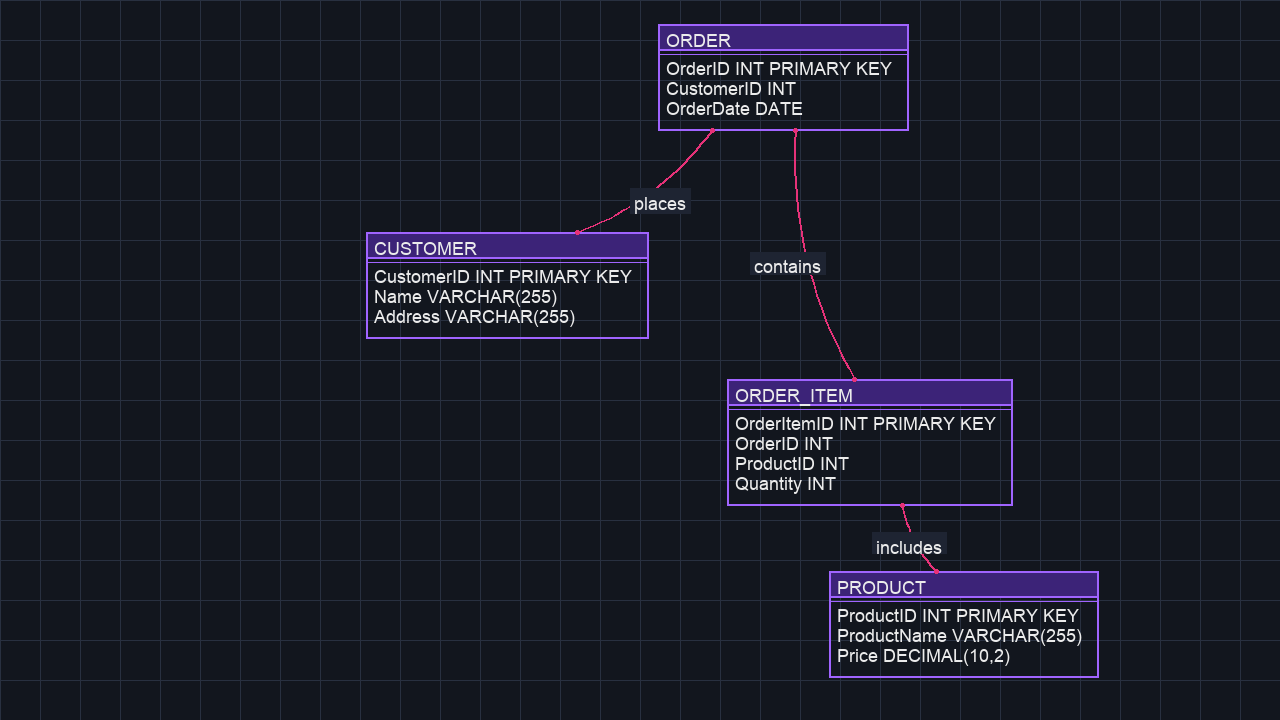 ORDER
OrderID INT PRIMARY KEY
CustomerID INT
OrderDate DATE
places
CUSTOMER
CustomerID INT PRIMARY KEY
Name VARCHAR(255)
Address VARCHAR(255)
contains
ORDER_ITEM
OrderItemID INT PRIMARY KEY
OrderID INT
ProductID INT
Quantity INT
includes
PRODUCT
ProductID INT PRIMARY KEY
ProductName VARCHAR(255)
Price DECIMAL(10,2)